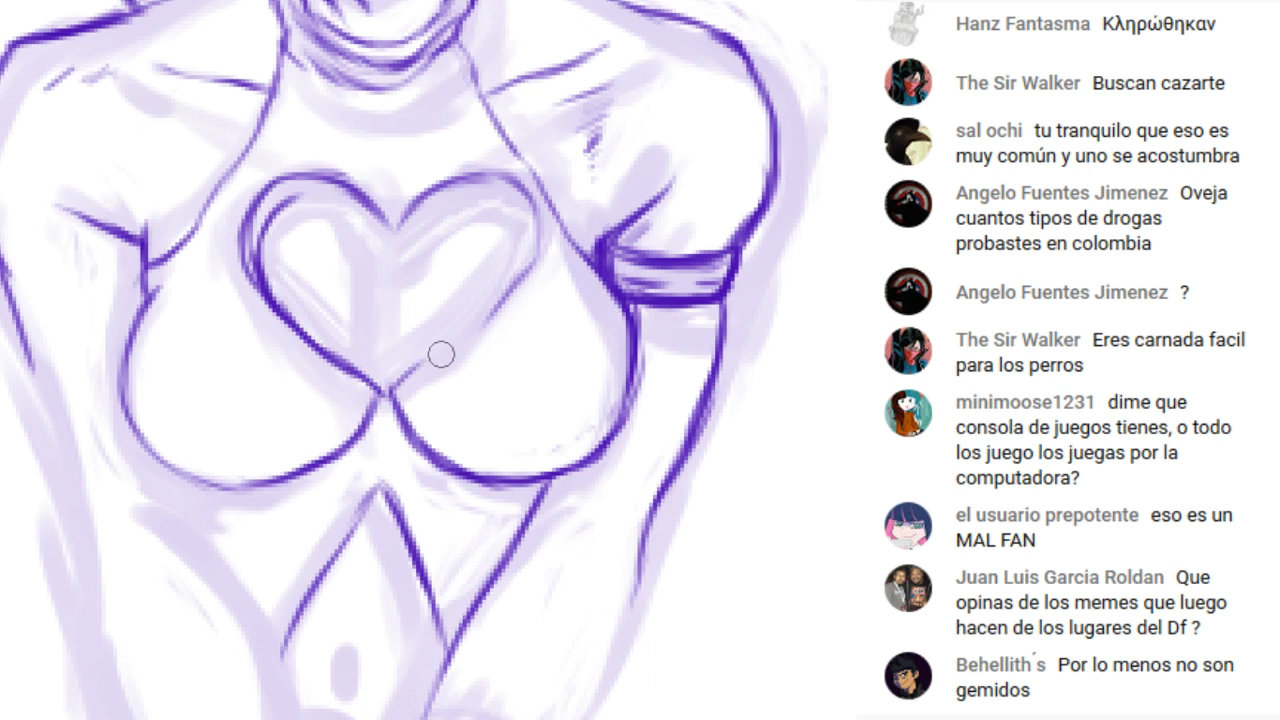 Hanz Fantasma Κληρώθηκαν
The Sir Walker Buscan cazarte
sal ochi tu tranquilo que eso es
muy común y uno se acostumbra
Angelo Fuentes Jimenez Oveja
cuantos tipos de drogas
probastes en colombia
Angelo Fuentes Jimenez ?
The Sir Walker Eres carnada facil
para los perros
minimoose1231 dime que
consola de juegos tienes, o todo
los juego los juegas por la
computadora?
el usuario prepotente eso es un
MAL FAN
Juan Luis Garcia Roldan Que
opinas de los memes que luego
hacen de los lugares del Df ?
Behellith´s Por lo menos no son
gemidos